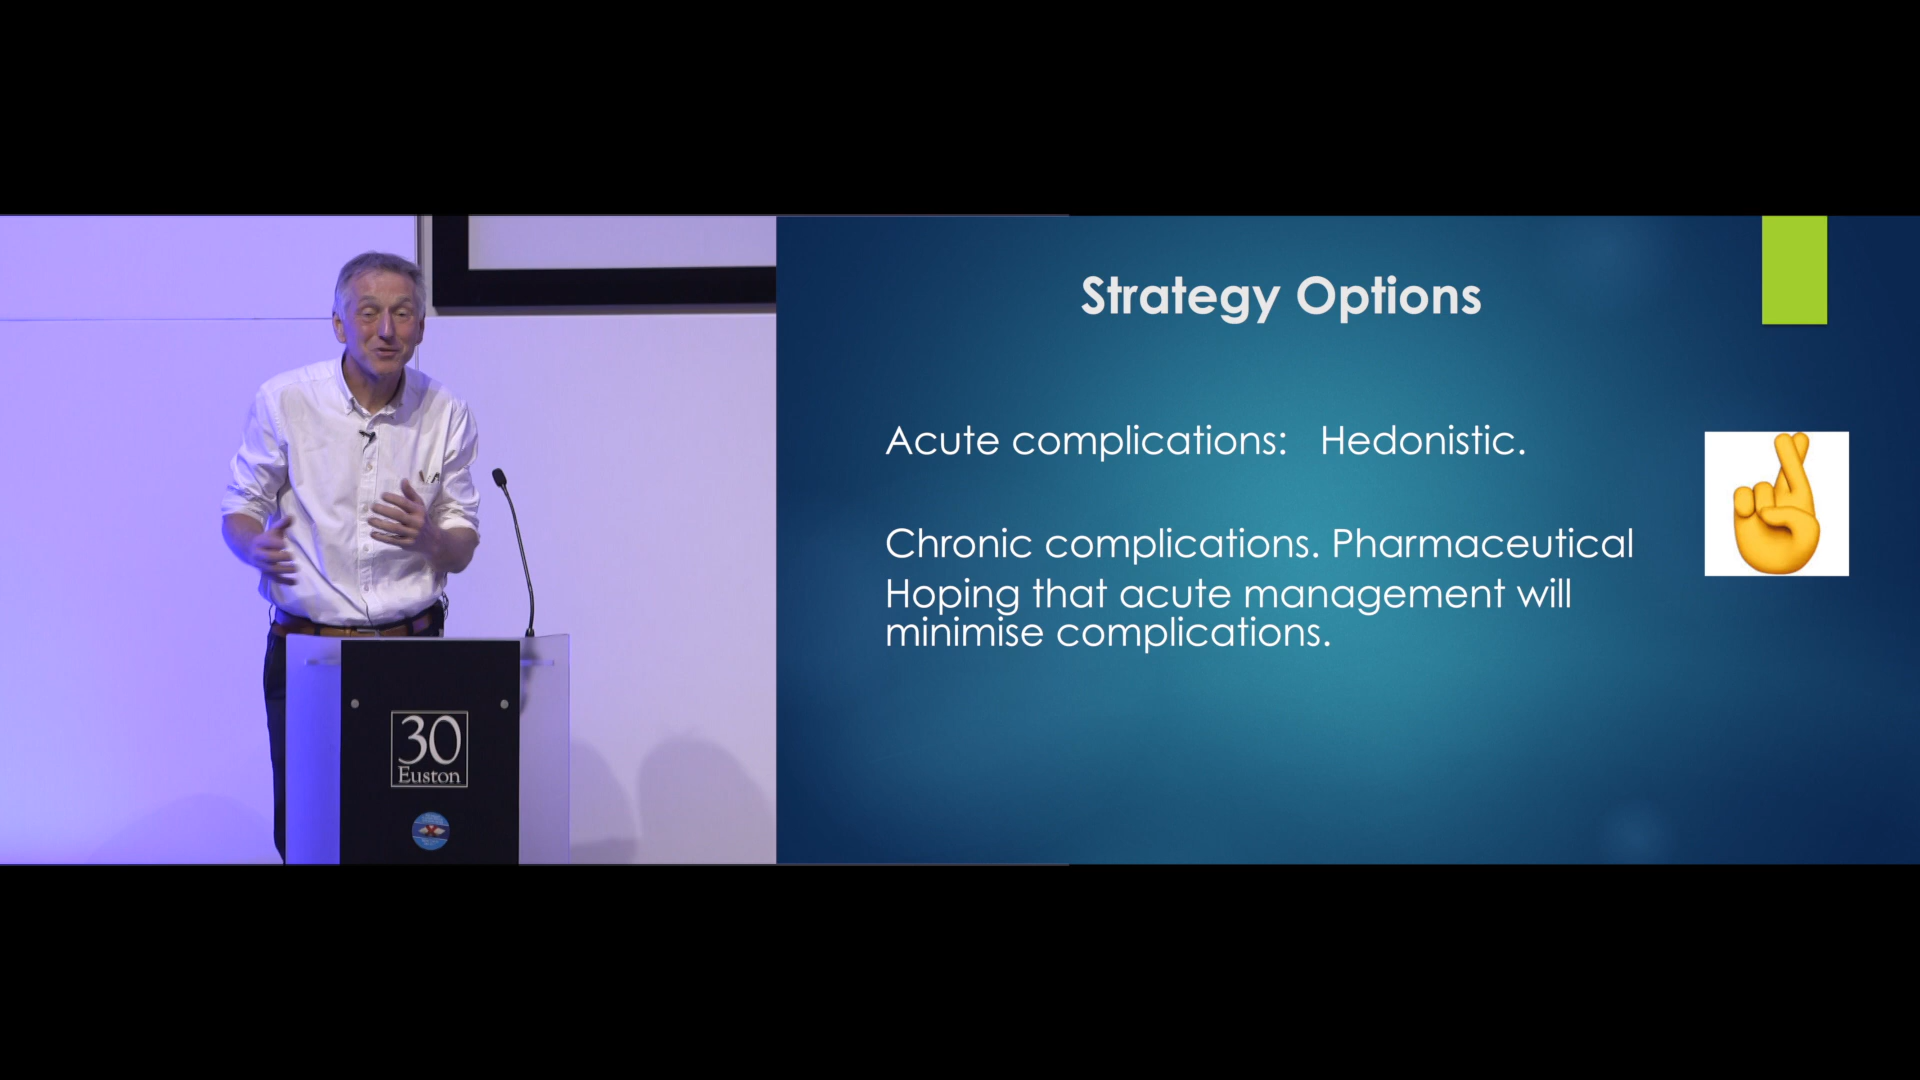 Strategy Options
Acute complications:   Hedonistic.
Chronic complications. Pharmaceutical
Hoping that acute management will
minimise complications.
30
Euston